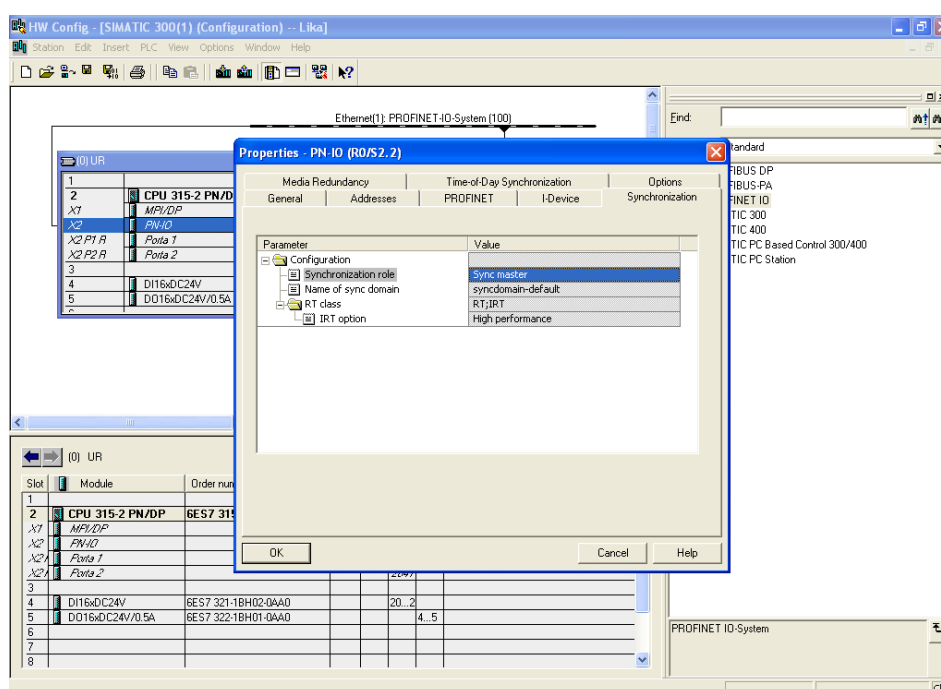 HW Config - [SIMATIC 300(1) (Configuration) -- Lika]
Station Edit Insert PLC View Options Window Help
Ethernet(1): PROFINET-IO-System (100)
Find:
(0) UR
1
2 CPU 315-2 PN/D
X1 MPI/DP
X2 PN-IO
X2 P1 R Porta 1
X2 P2 R Porta 2
3
4 DI16xDC24V
5 DO16xDC24V/0.5A
Properties - PN-IO (R0/S2.2)
Media Redundancy Time-of-Day Synchronization Options
General Addresses PROFINET I-Device Synchronization
Parameter Value
Configuration
Synchronization role Sync master
Name of sync domain syncdomain-default
RT class RT;IRT
IRT option High performance
OK Cancel Help
tandard
FIBUS DP
FIBUS-PA
FINET IO
TIC 300
TIC 400
TIC PC Based Control 300/400
TIC PC Station
(0) UR
Slot Module Order num
1
2 CPU 315-2 PN/DP 6ES7 315
X1 MPI/DP
X2 PN-IO
X2 Porta 1
X2 Porta 2
3
4 DI16xDC24V 6ES7 321-1BH02-0AA0 20...2
5 DO16xDC24V/0.5A 6ES7 322-1BH01-0AA0 4...5
6
7
8
PROFINET IO-System